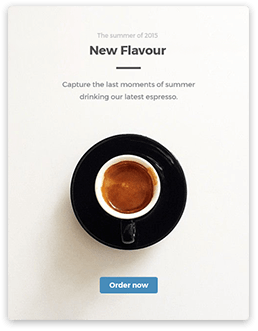 The summer of 2015
New Flavour
Capture the last moments of summer
drinking our latest espresso.
Order now